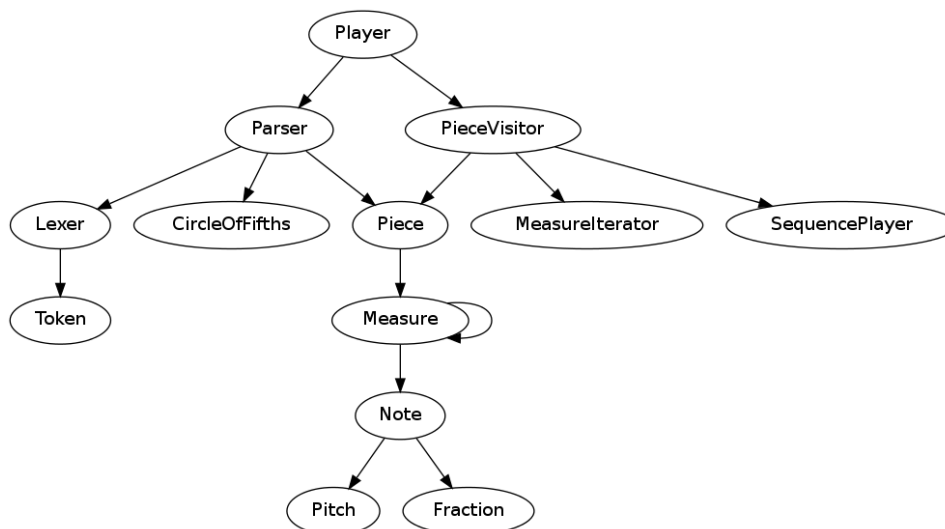 Player
Parser
PieceVisitor
Lexer
CircleOfFifths
Piece
MeasureIterator
SequencePlayer
Token
Measure
Note
Pitch
Fraction